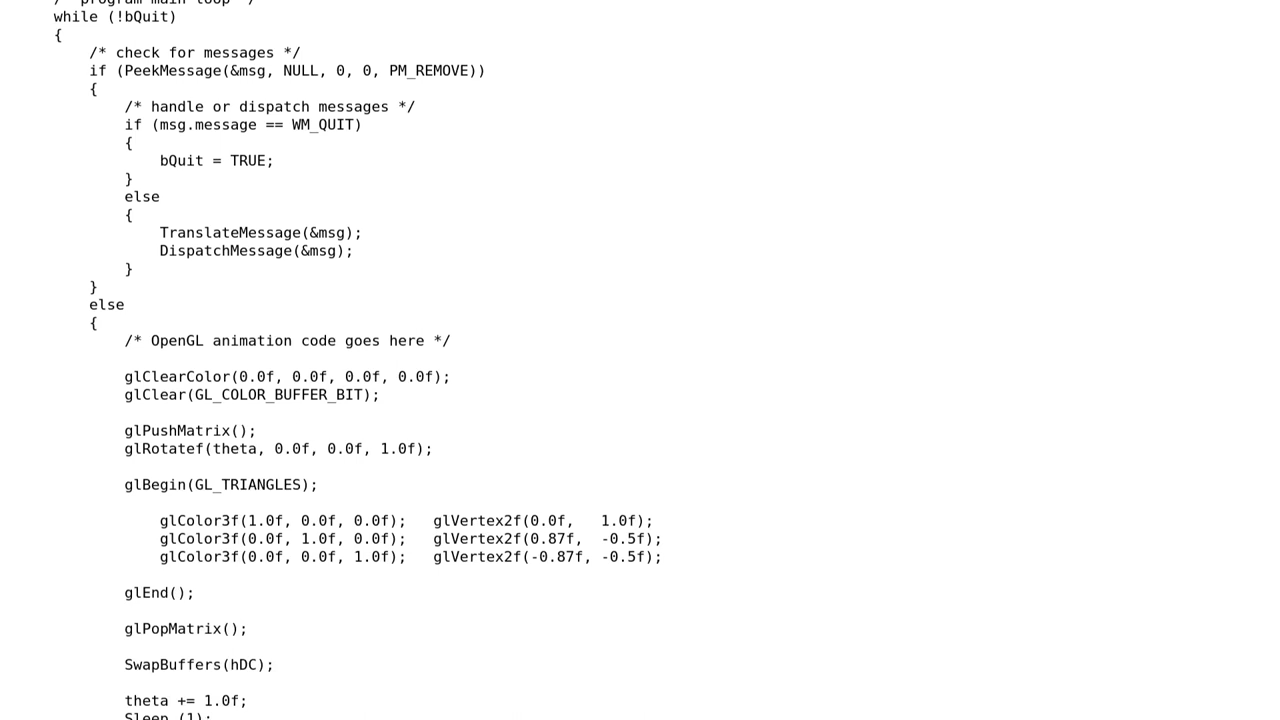 /* program main loop */
while (!bQuit)
{
/* check for messages */
if (PeekMessage(&msg, NULL, 0, 0, PM_REMOVE))
{
/* handle or dispatch messages */
if (msg.message == WM_QUIT)
{
bQuit = TRUE;
}
else
{
TranslateMessage(&msg);
DispatchMessage(&msg);
}
}
else
{
/* OpenGL animation code goes here */
glClearColor(0.0f, 0.0f, 0.0f, 0.0f);
glClear(GL_COLOR_BUFFER_BIT);
glPushMatrix();
glRotatef(theta, 0.0f, 0.0f, 1.0f);
glBegin(GL_TRIANGLES);
glColor3f(1.0f, 0.0f, 0.0f);   glVertex2f(0.0f,   1.0f);
glColor3f(0.0f, 1.0f, 0.0f);   glVertex2f(0.87f,  -0.5f);
glColor3f(0.0f, 0.0f, 1.0f);   glVertex2f(-0.87f, -0.5f);
glEnd();
glPopMatrix();
SwapBuffers(hDC);
theta += 1.0f;
Sleep (1);